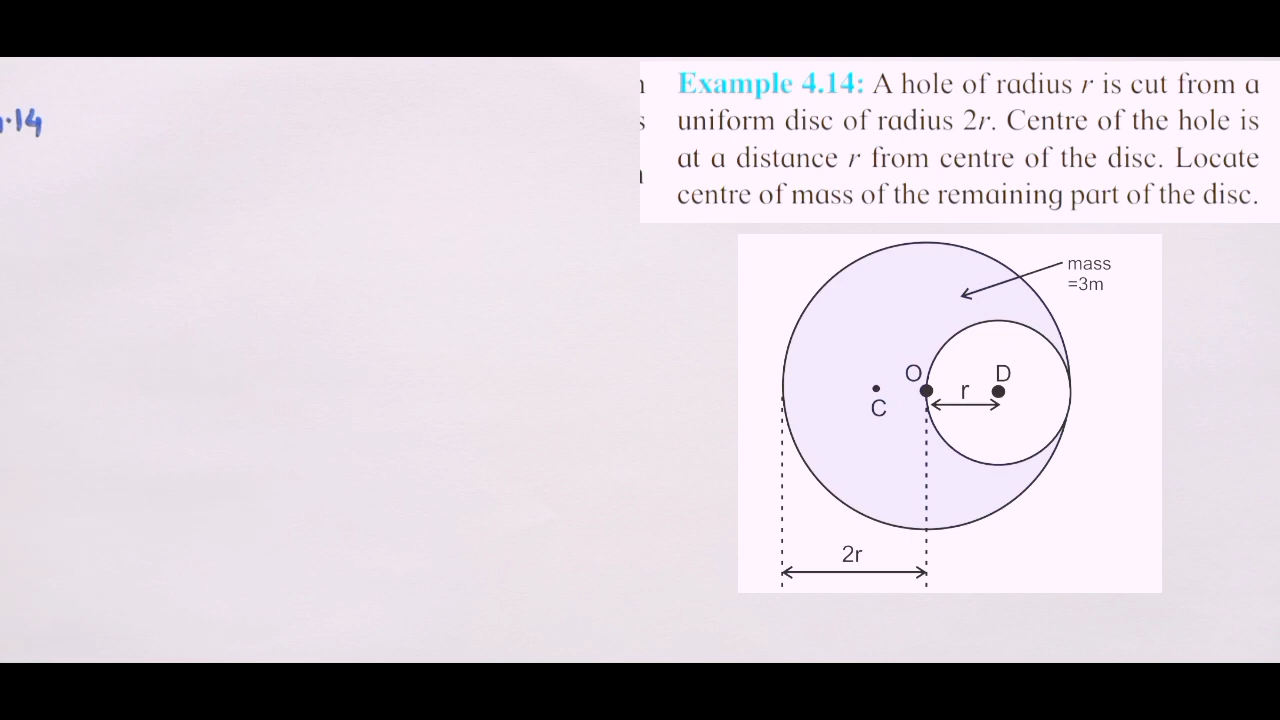 .14
Example 4.14: A hole of radius r is cut from a
uniform disc of radius 2r. Centre of the hole is
at a distance r from centre of the disc. Locate
centre of mass of the remaining part of the disc.
mass
=3m
O
D
r
C
2r